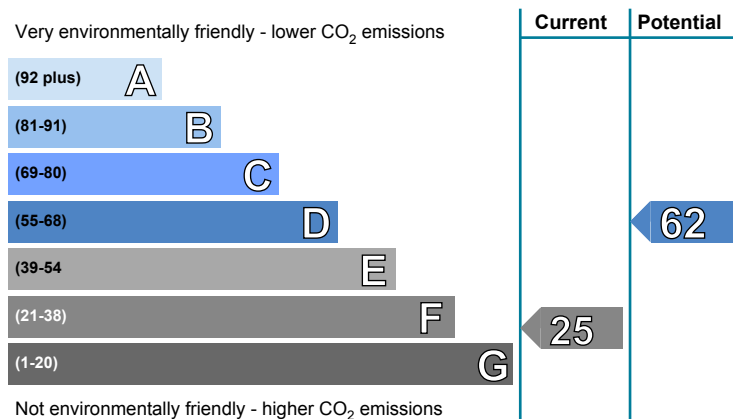 Current Potential
Very environmentally friendly - lower CO2 emissions
(92 plus) A
(81-91) B
(69-80) C
(55-68) D
62
(39-54 E
(21-38) F
25
(1-20) G
Not environmentally friendly - higher CO2 emissions